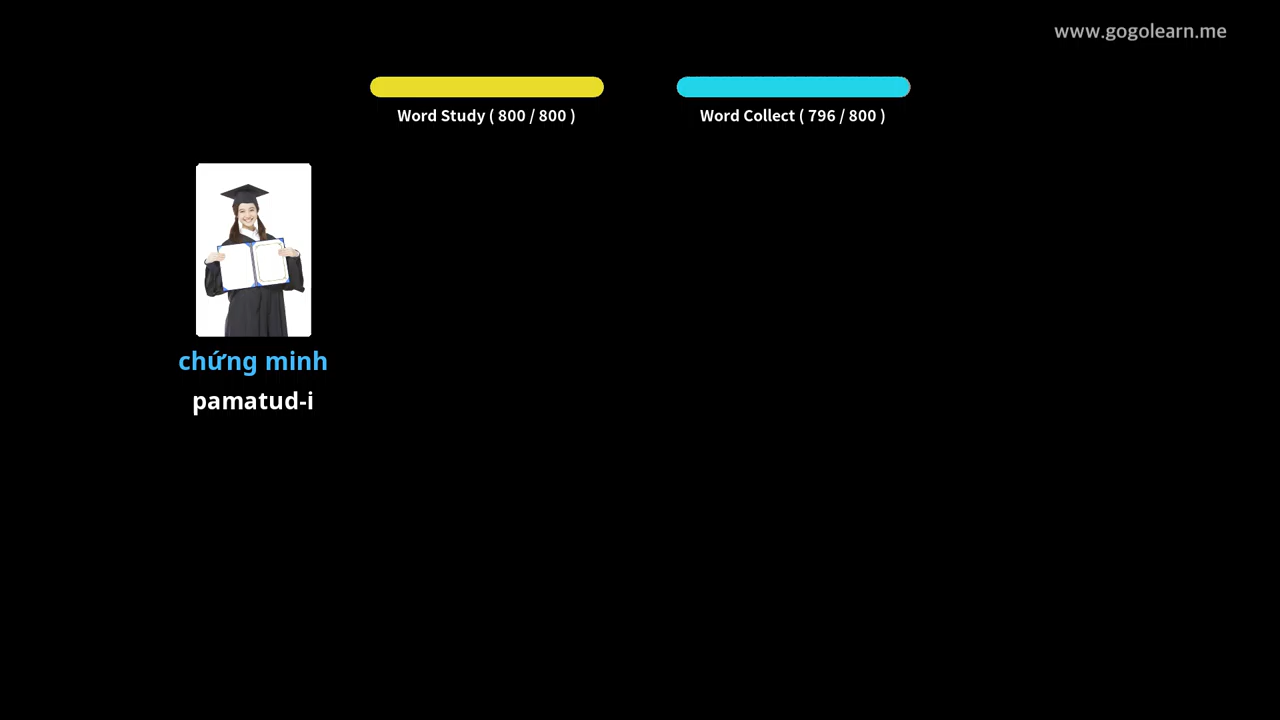 www.gogolearn.me
Word Study ( 800 / 800 )
Word Collect ( 796 / 800 )
chứng minh
pamatud-i